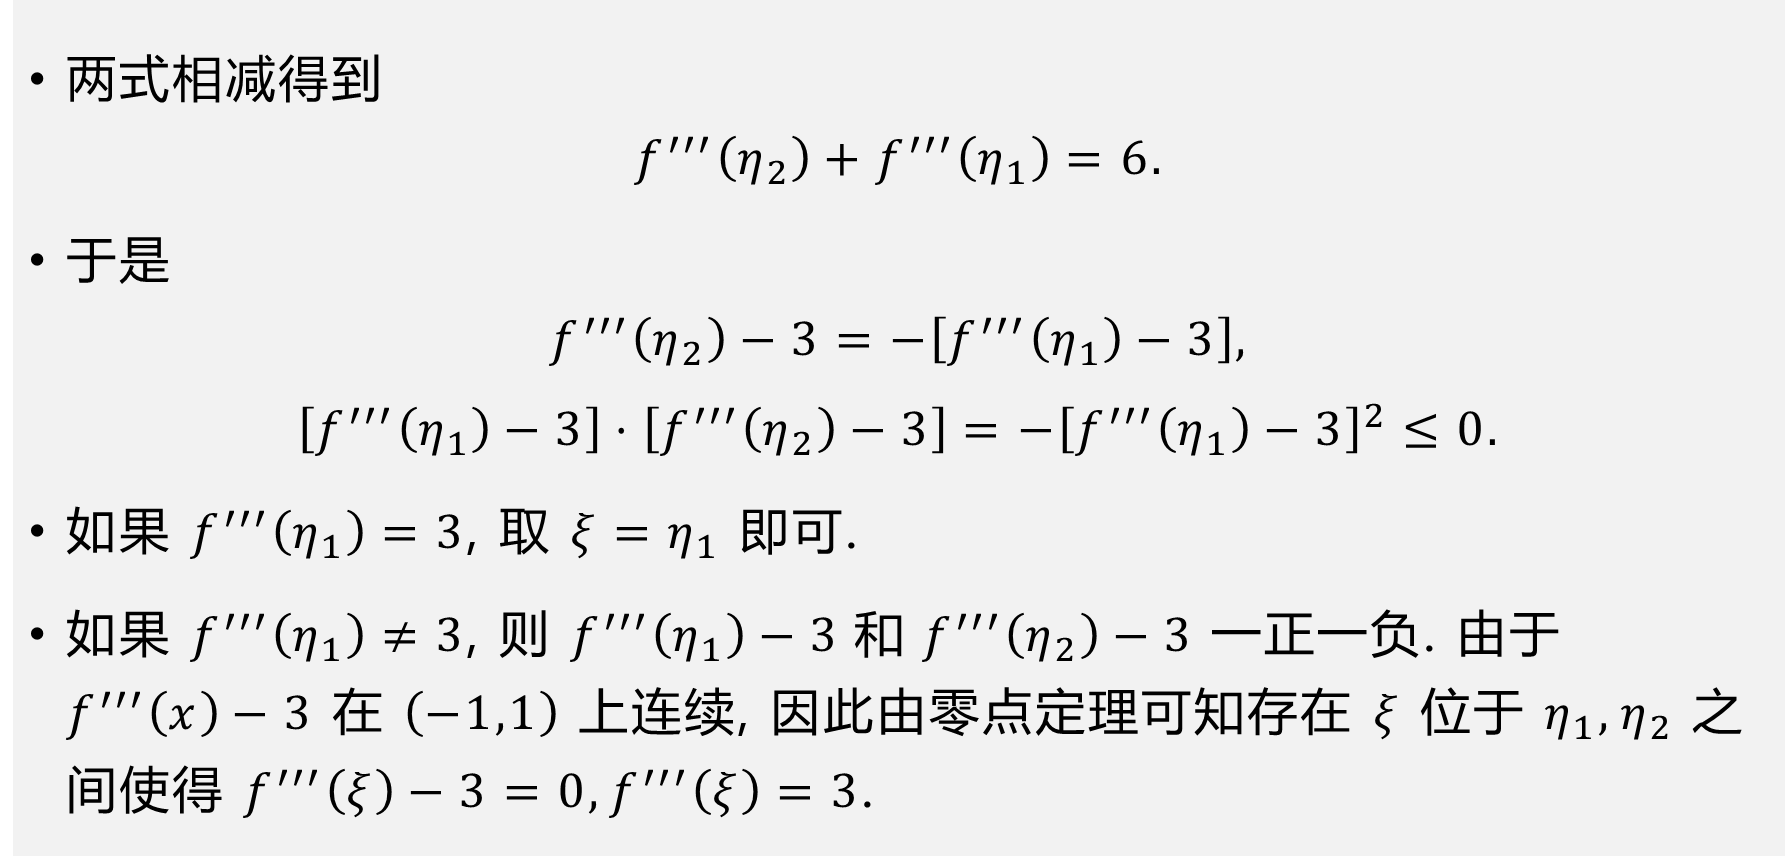 • 两式相减得到
f′′′(η₂) + f′′′(η₁) = 6.
• 于是
f′′′(η₂) − 3 = −[f′′′(η₁) − 3],
[f′′′(η₁) − 3] · [f′′′(η₂) − 3] = −[f′′′(η₁) − 3]² ≤ 0.
• 如果 f′′′(η₁) = 3, 取 ξ = η₁ 即可.
• 如果 f′′′(η₁) ≠ 3, 则 f′′′(η₁) − 3 和 f′′′(η₂) − 3 一正一负. 由于
f′′′(x) − 3 在 (−1,1) 上连续, 因此由零点定理可知存在 ξ 位于 η₁, η₂ 之
间使得 f′′′(ξ) − 3 = 0, f′′′(ξ) = 3.